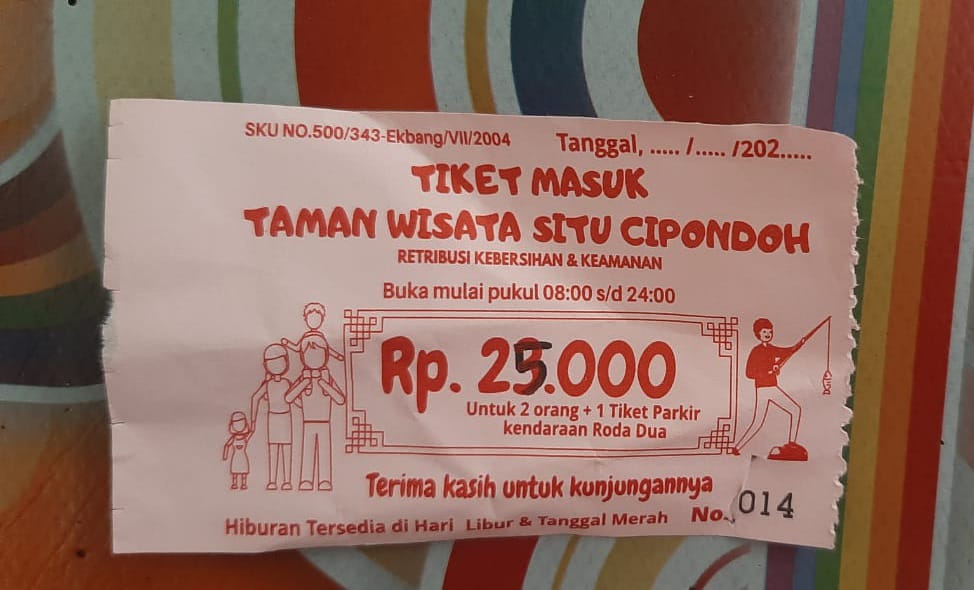 SKU NO.500/343-Ekbang/VII/2004
Tanggal, ..... /..... /202.....
TIKET MASUK
TAMAN WISATA SITU CIPONDOH
RETRIBUSI KEBERSIHAN & KEAMANAN
Buka mulai pukul 08:00 s/d 24:00
Rp. 25.000
Untuk 2 orang + 1 Tiket Parkir
kendaraan Roda Dua
Terima kasih untuk kunjungannya
Hiburan Tersedia di Hari Libur & Tanggal Merah
No. 014